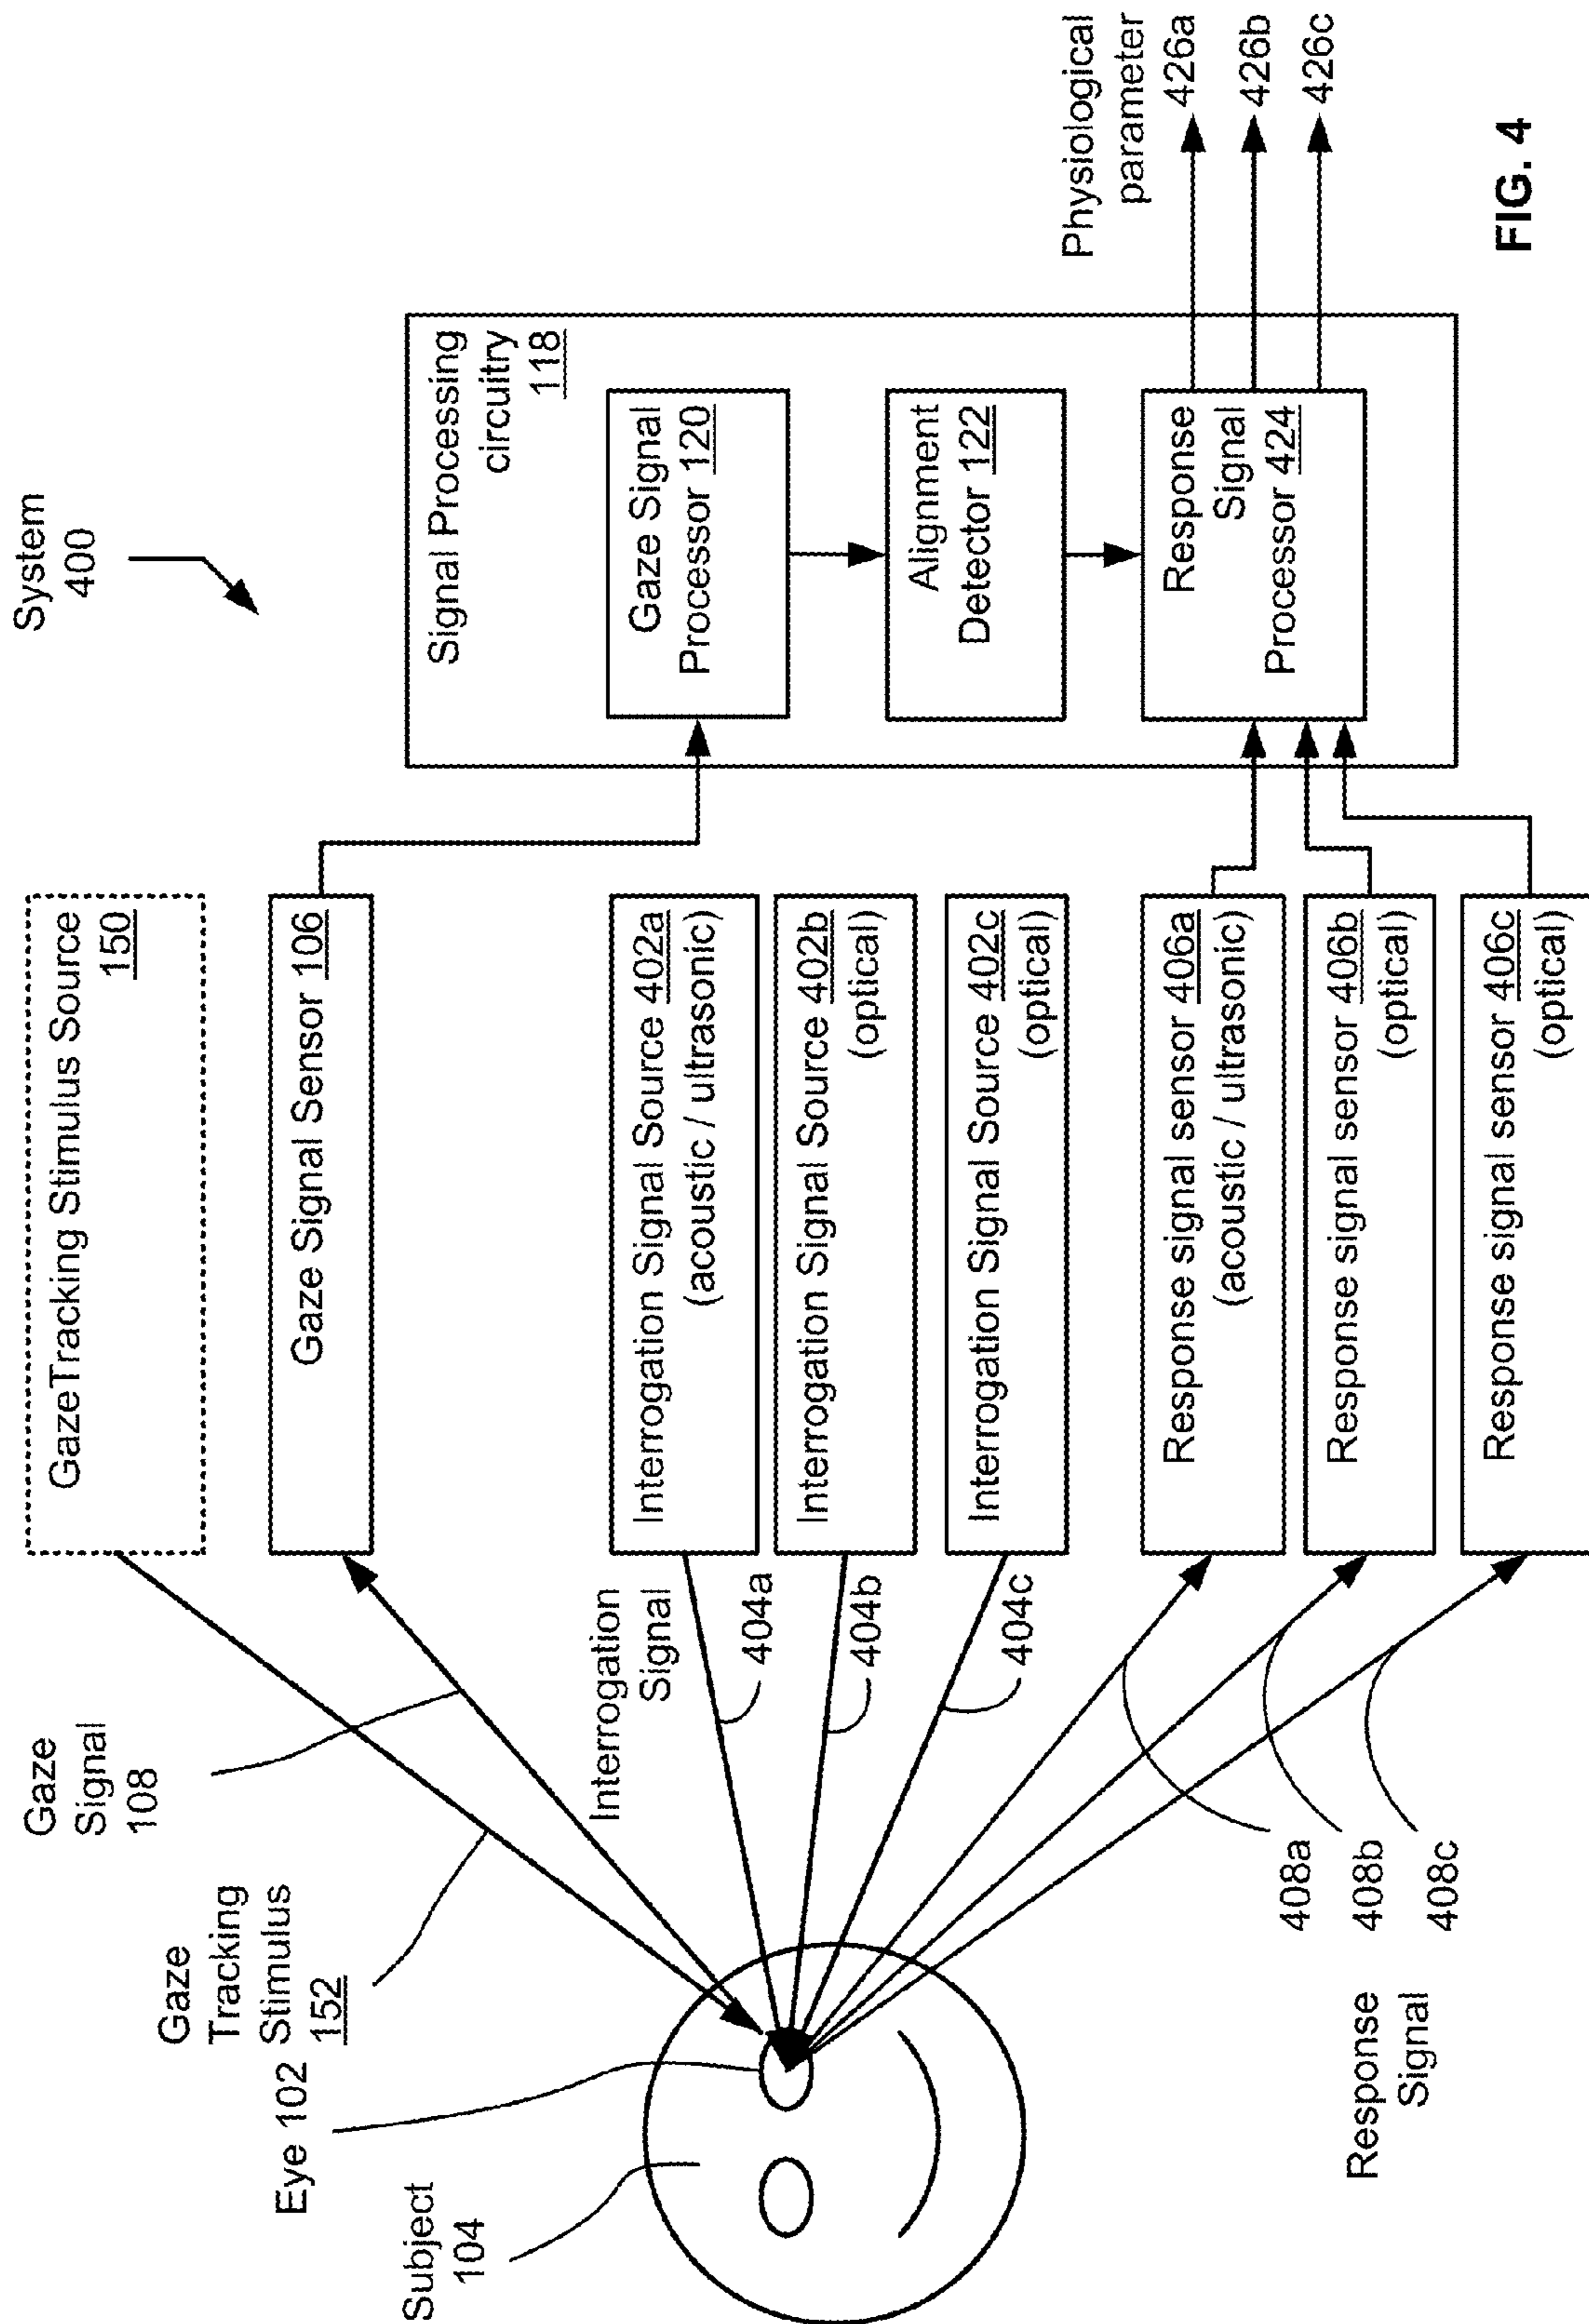 System
400
GazeTracking Stimulus Source
150
Gaze Signal Sensor 106
Interrogation Signal Source 402a
(acoustic / ultrasonic)
Interrogation Signal Source 402b
(optical)
Interrogation Signal Source 402c
(optical)
Response signal sensor 406a
(acoustic / ultrasonic)
Response signal sensor 406b
(optical)
Response signal sensor 406c
(optical)
Signal Processing
circuitry
118
Gaze Signal
Processor 120
Alignment
Detector 122
Response
Signal
Processor 424
Physiological
parameter
426a
426b
426c
Gaze
Signal
108
Gaze
Tracking
Stimulus
152
Eye 102
Subject
104
Interrogation
Signal
404a
404b
404c
408a
408b
408c
Response
Signal
FIG. 4